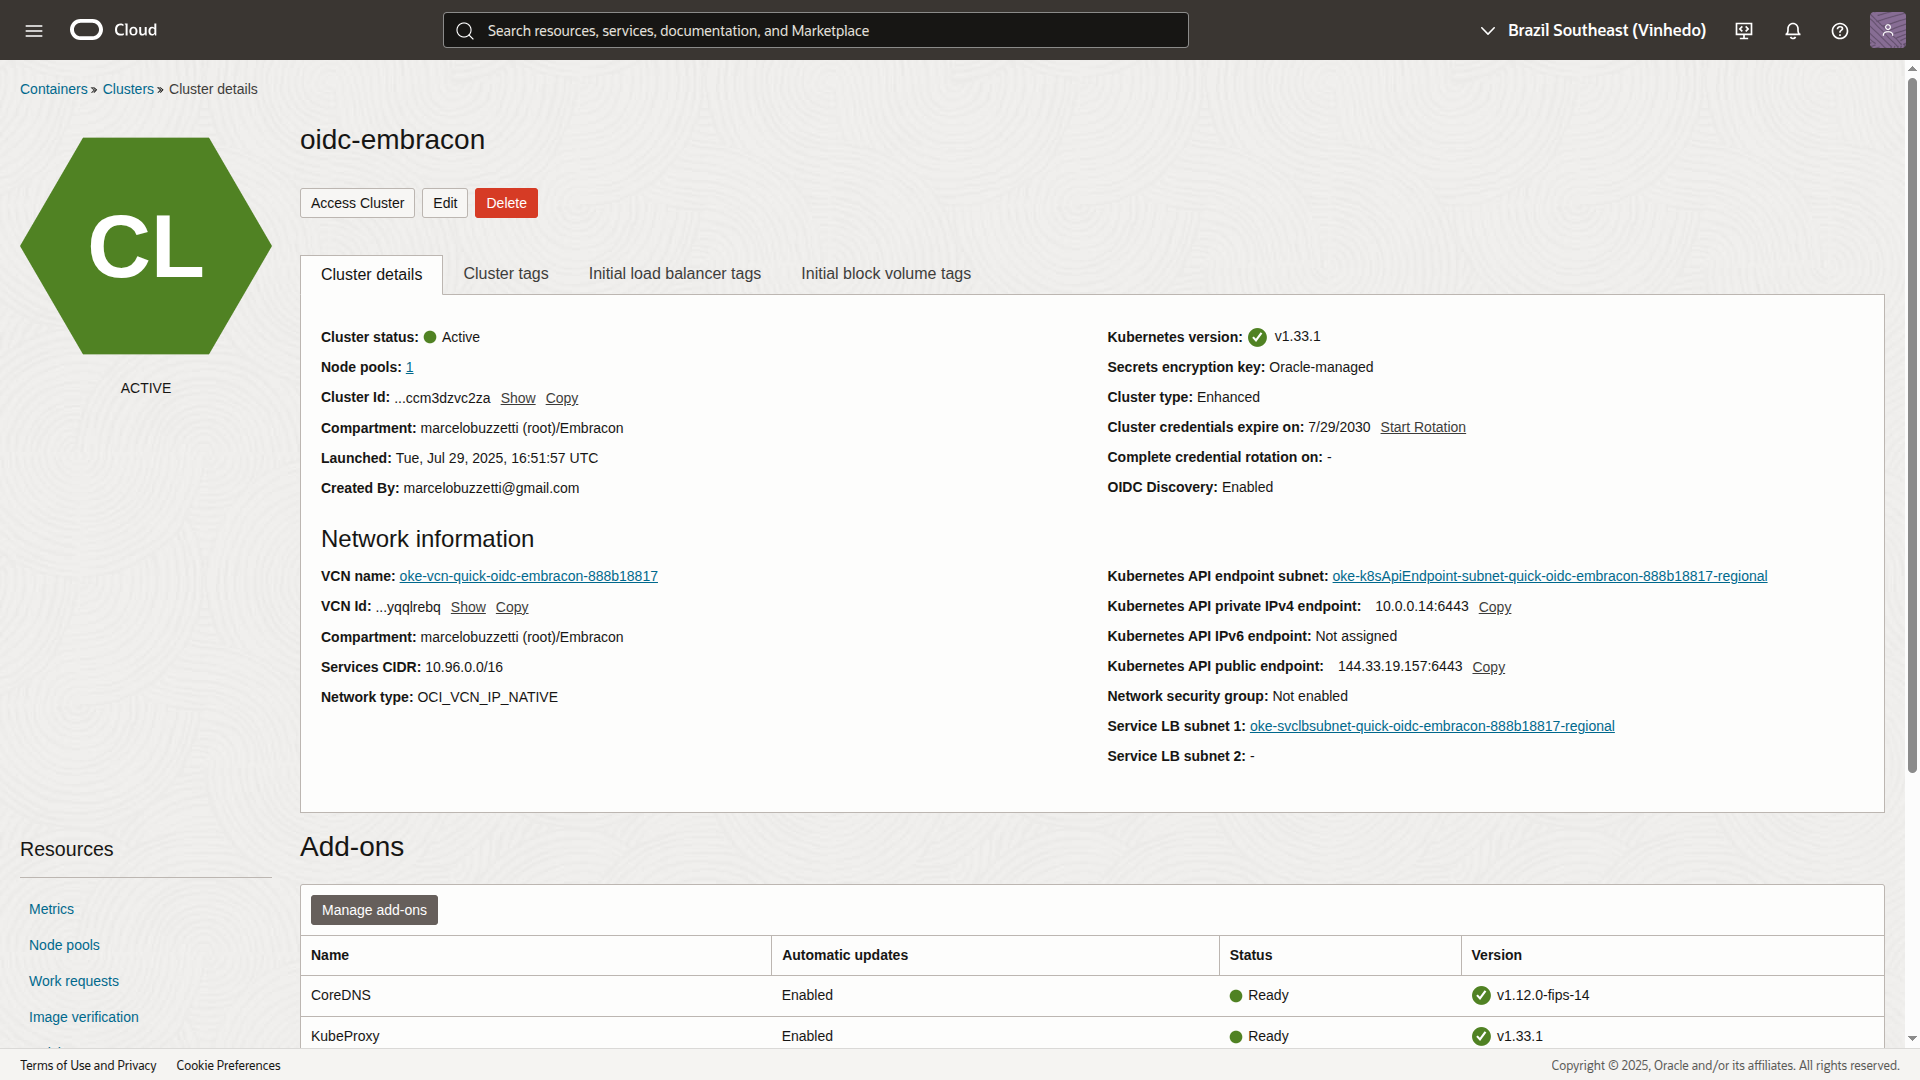 Cloud
Search resources, services, documentation, and Marketplace
Brazil Southeast (Vinhedo)
Containers » Clusters » Cluster details
CL
ACTIVE
oidc-embracon
Access Cluster Edit Delete
Cluster details Cluster tags Initial load balancer tags Initial block volume tags
Cluster status: Active
Node pools: 1
Cluster Id: ...ccm3dzvc2za Show Copy
Compartment: marcelobuzzetti (root)/Embracon
Launched: Tue, Jul 29, 2025, 16:51:57 UTC
Created By: marcelobuzzetti@gmail.com
Kubernetes version: v1.33.1
Secrets encryption key: Oracle-managed
Cluster type: Enhanced
Cluster credentials expire on: 7/29/2030 Start Rotation
Complete credential rotation on: -
OIDC Discovery: Enabled
Network information
VCN name: oke-vcn-quick-oidc-embracon-888b18817
VCN Id: ...yqqlrebq Show Copy
Compartment: marcelobuzzetti (root)/Embracon
Services CIDR: 10.96.0.0/16
Network type: OCI_VCN_IP_NATIVE
Kubernetes API endpoint subnet: oke-k8sApiEndpoint-subnet-quick-oidc-embracon-888b18817-regional
Kubernetes API private IPv4 endpoint: 10.0.0.14:6443 Copy
Kubernetes API IPv6 endpoint: Not assigned
Kubernetes API public endpoint: 144.33.19.157:6443 Copy
Network security group: Not enabled
Service LB subnet 1: oke-svclbsubnet-quick-oidc-embracon-888b18817-regional
Service LB subnet 2: -
Resources
Metrics
Node pools
Work requests
Image verification
Add-ons
Manage add-ons
Name Automatic updates Status Version
CoreDNS Enabled Ready v1.12.0-fips-14
KubeProxy Enabled Ready v1.33.1
Terms of Use and Privacy Cookie Preferences
Copyright © 2025, Oracle and/or its affiliates. All rights reserved.